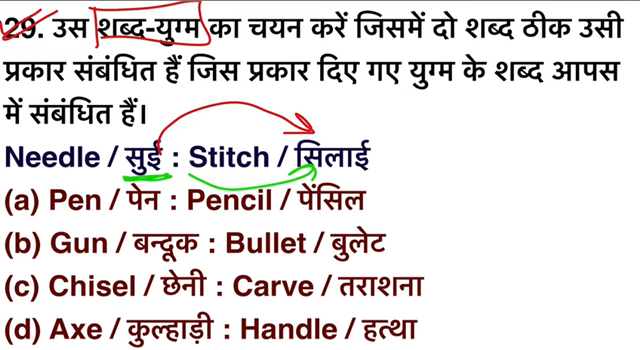 29. उस शब्द-युग्म का चयन करें जिसमें दो शब्द ठीक उसी
प्रकार संबंधित हैं जिस प्रकार दिए गए युग्म के शब्द आपस
में संबंधित हैं।
Needle / सुई : Stitch / सिलाई
(a) Pen / पेन : Pencil / पेंसिल
(b) Gun / बन्दूक : Bullet / बुलेट
(c) Chisel / छेनी : Carve / तराशना
(d) Axe / कुल्हाड़ी : Handle / हत्था